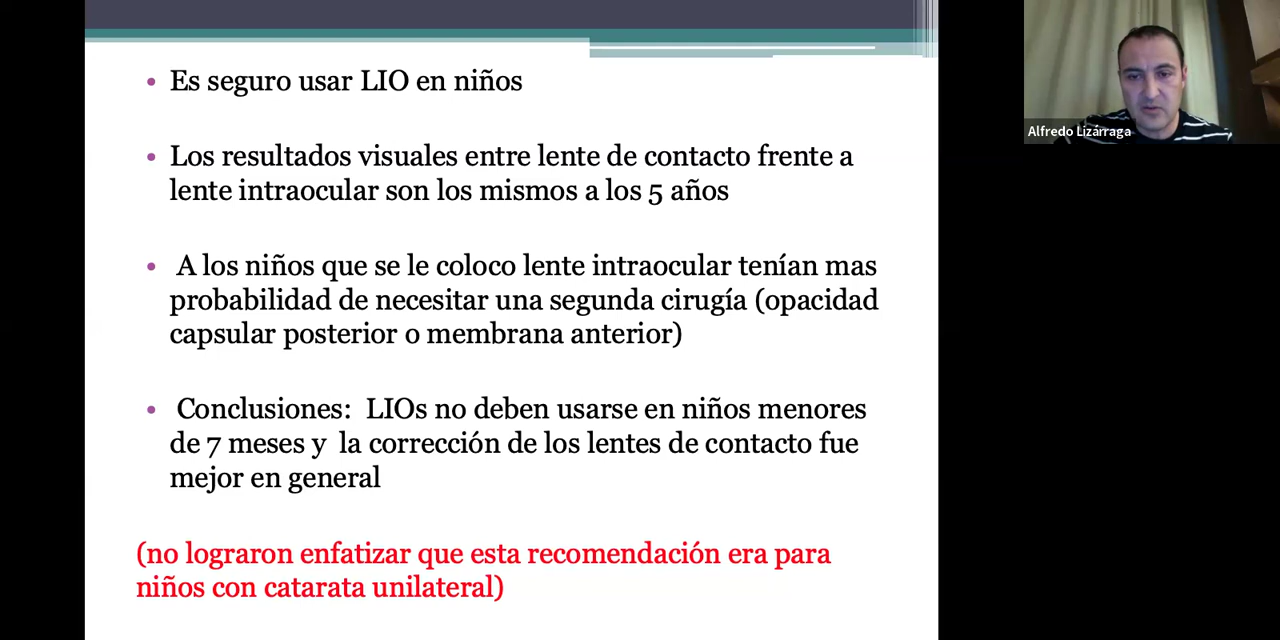 • Es seguro usar LIO en niños
• Los resultados visuales entre lente de contacto frente a
lente intraocular son los mismos a los 5 años
• A los niños que se le coloco lente intraocular tenían mas
probabilidad de necesitar una segunda cirugía (opacidad
capsular posterior o membrana anterior)
• Conclusiones: LIOs no deben usarse en niños menores
de 7 meses y la corrección de los lentes de contacto fue
mejor en general
(no lograron enfatizar que esta recomendación era para
niños con catarata unilateral)
Alfredo Lizárraga